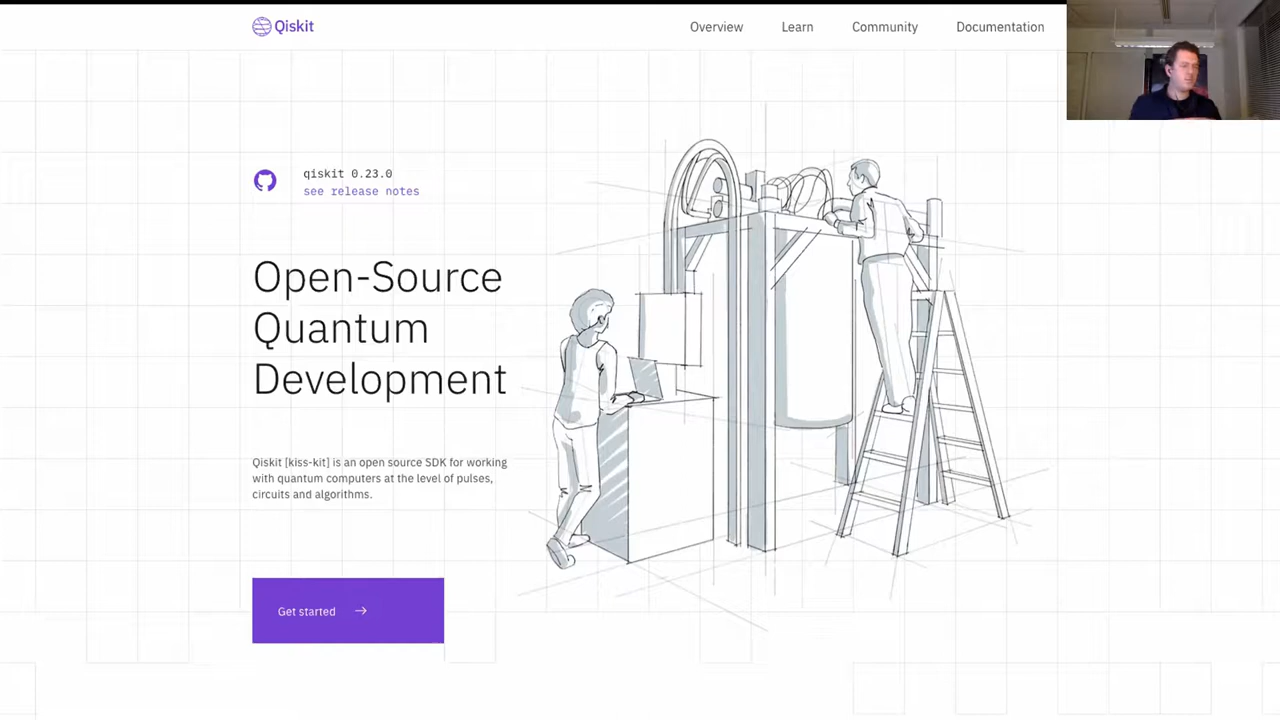 Qiskit
Overview
Learn
Community
Documentation
qiskit 0.23.0
see release notes
Open-Source
Quantum
Development
Qiskit [kiss-kit] is an open source SDK for working
with quantum computers at the level of pulses,
circuits and algorithms.
Get started